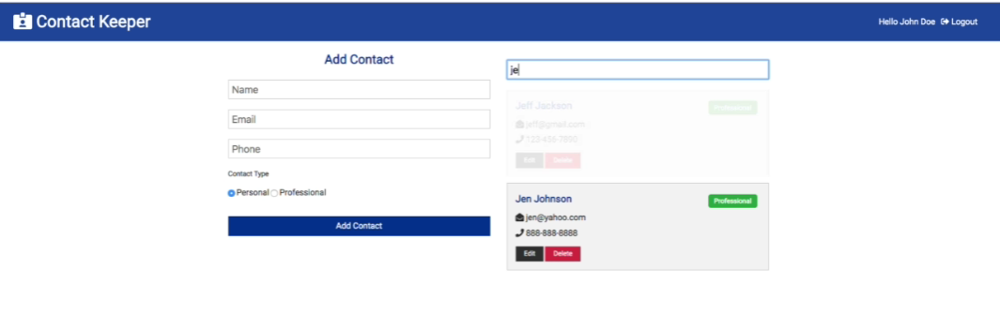 Contact Keeper
Hello John Doe Logout
Add Contact
Name
Email
Phone
Contact Type
Personal Professional
Add Contact
je
Jeff Jackson Professional
jeff@gmail.com
123-435-7890
Edit Delete
Jen Johnson Professional
jen@yahoo.com
888-888-8888
Edit Delete